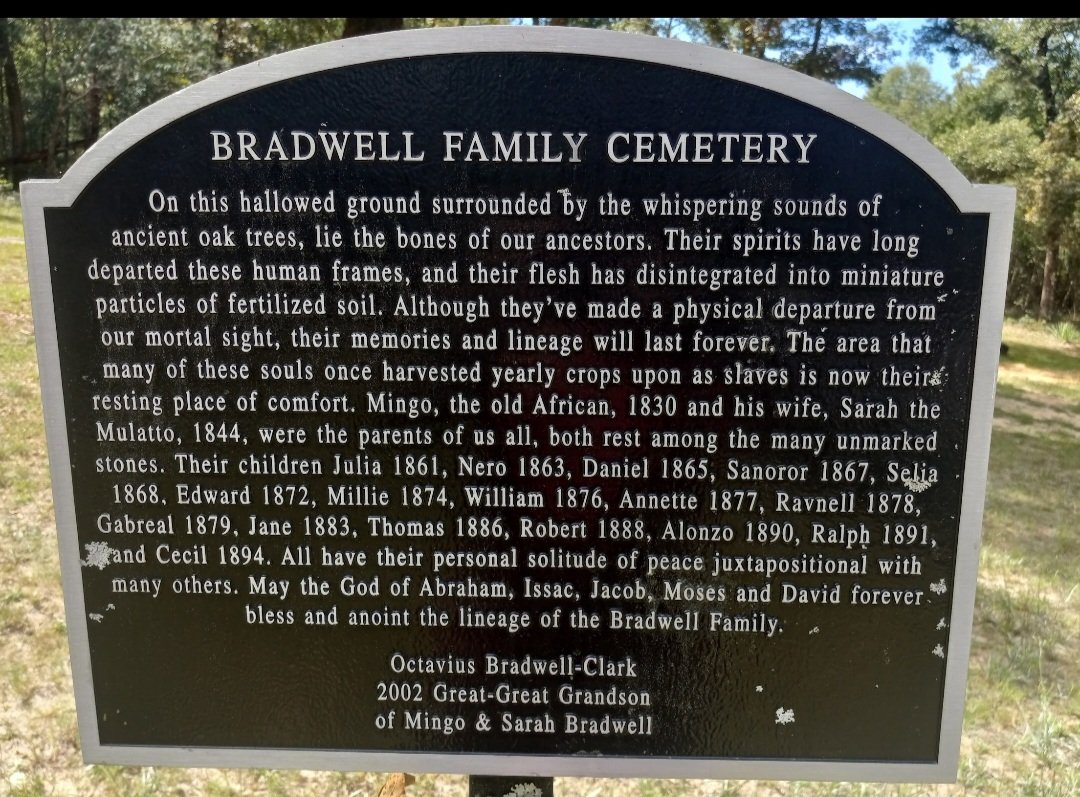 BRADWELL FAMILY CEMETERY
On this hallowed ground surrounded by the whispering sounds of
ancient oak trees, lie the bones of our ancestors. Their spirits have long
departed these human frames, and their flesh has disintegrated into miniature
particles of fertilized soil. Although they've made a physical departure from
our mortal sight, their memories and lineage will last forever. The area that
many of these souls once harvested yearly crops upon as slaves is now their
resting place of comfort. Mingo, the old African, 1830 and his wife, Sarah the
Mulatto, 1844, were the parents of us all, both rest among the many unmarked
stones. Their children Julia 1861, Nero 1863, Daniel 1865, Sanoror 1867, Selia
1868, Edward 1872, Millie 1874, William 1876, Annette 1877, Ravnell 1878,
Gabreal 1879, Jane 1883, Thomas 1886, Robert 1888, Alonzo 1890, Ralph 1891,
and Cecil 1894. All have their personal solitude of peace juxtapositional with
many others. May the God of Abraham, Issac, Jacob, Moses and David forever
bless and anoint the lineage of the Bradwell Family.
Octavius Bradwell-Clark
2002 Great-Great Grandson
of Mingo & Sarah Bradwell